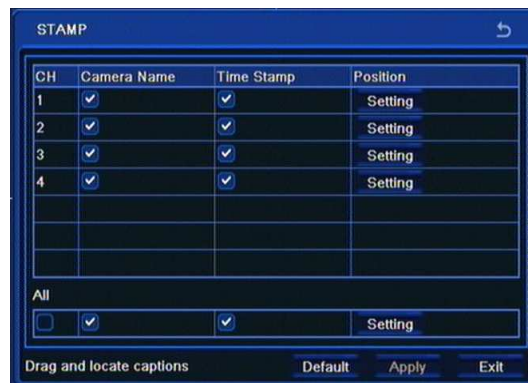 STAMP
CH Camera Name Time Stamp Position
1 Setting
2 Setting
3 Setting
4 Setting
All
Setting
Drag and locate captions Default Apply Exit